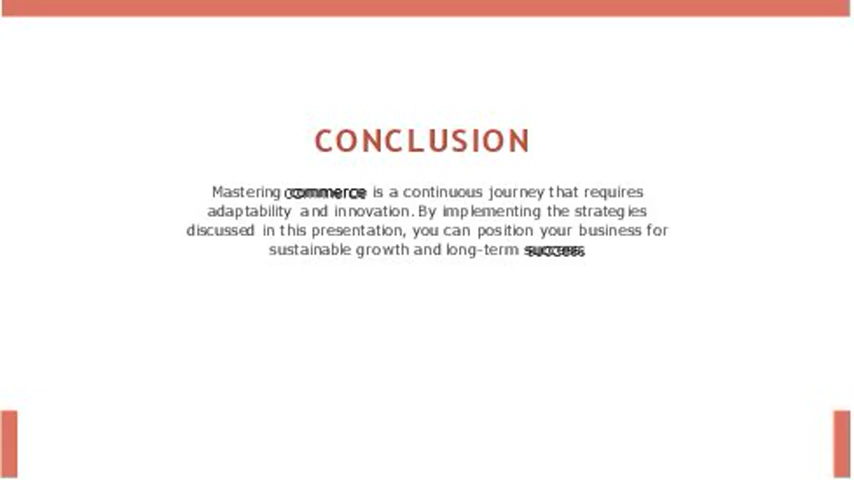 CONCLUSION
Mastering commerce is a continuous journey that requires
adaptability and innovation. By implementing the strategies
discussed in this presentation, you can position your business for
sustainable growth and long-term success.